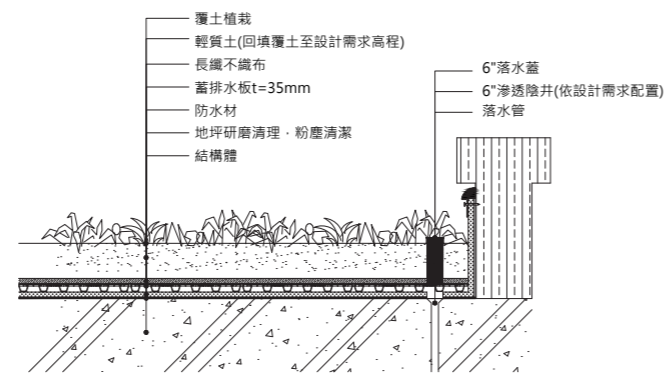 覆土植栽
輕質土(回填覆土至設計需求高程)
長纖不織布
蓄排水板t=35mm
防水材
地坪研磨清理，粉塵清潔
結構體
6"落水蓋
6"滲透陰井(依設計需求配置)
落水管